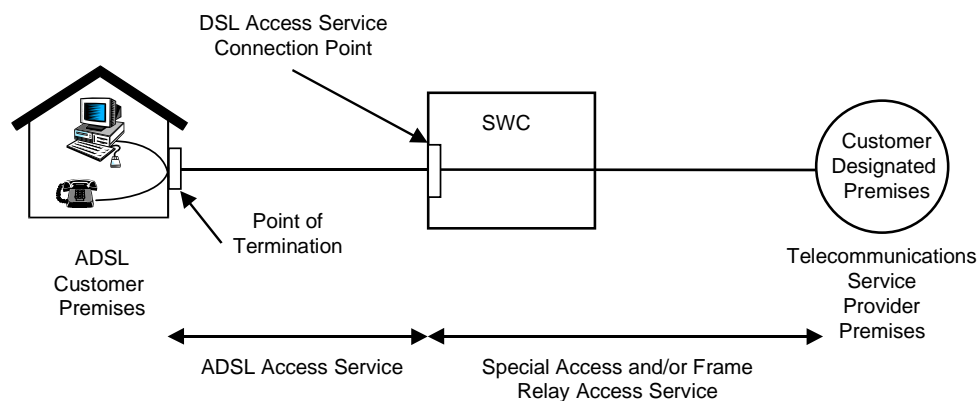 DSL Access Service
Connection Point
SWC
Customer
Designated
Premises
Point of
Termination
ADSL
Customer
Premises
Telecommunications
Service
Provider
Premises
ADSL Access Service
Special Access and/or Frame
Relay Access Service